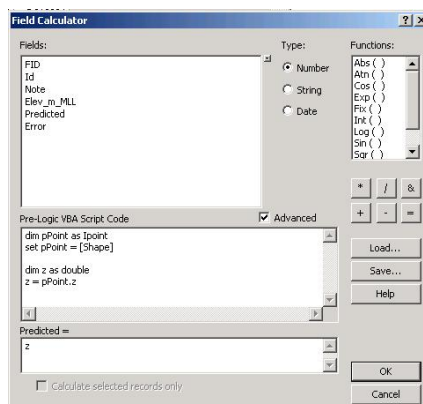 Field Calculator
Fields:
Type:
Functions:
FID
Id
Note
Elev_m_MLL
Predicted
Error
Number
String
Date
Abs ( )
Atn ( )
Cos ( )
Exp ( )
Fix ( )
Int ( )
Log ( )
Sin ( )
Sqr ( )
* / &
+ - =
Pre-Logic VBA Script Code
Advanced
dim pPoint as Ipoint
set pPoint = [Shape]
dim z as double
z = pPoint.z
Load...
Save...
Help
Predicted =
z
Calculate selected records only
OK
Cancel